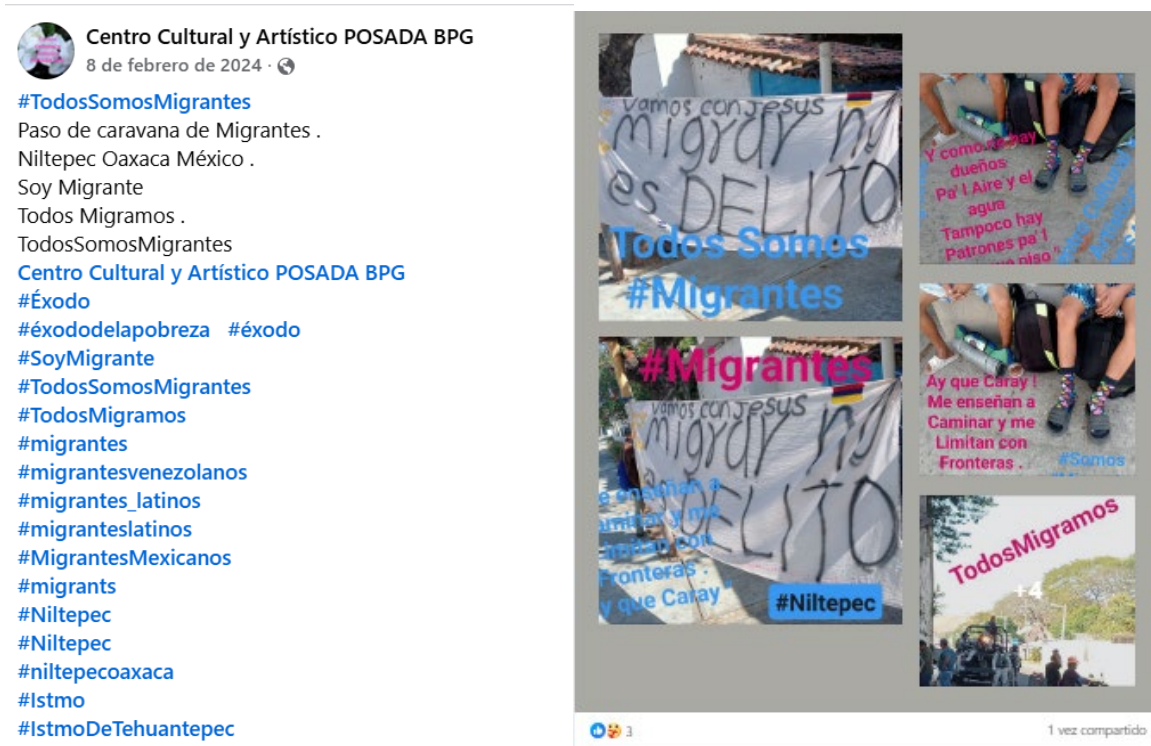 Centro Cultural y Artístico POSADA BPG
8 de febrero de 2024 ·
#TodosSomosMigrantes
Paso de caravana de Migrantes .
Niltepec Oaxaca México .
Soy Migrante
Todos Migramos .
TodosSomosMigrantes
Centro Cultural y Artístico POSADA BPG
#Éxodo
#éxododelapobreza #éxodo
#SoyMigrante
#TodosSomosMigrantes
#TodosMigramos
#migrantes
#migrantesvenezolanos
#migrantes_latinos
#migranteslatinos
#MigrantesMexicanos
#migrants
#Niltepec
#Niltepec
#niltepecoaxaca
#Istmo
#IstmoDeTehuantepec
vamos con Jesus
migrar no
es DELITO
Todos Somos
#Migrantes
#Migrantes
vamos con Jesus
migrar no
DELITO
enseñan a
y me
con
Fronteras .
y que Caray "
#Niltepec
Y como no hay
dueños
Pa' l Aire y el
agua
Tampoco hay
Patrones pa' l
piso "
Ay que Caray !
Me enseñan a
Caminar y me
Limitan con
Fronteras .
#Somos
TodosMigramos
+4
3
1 vez compartido